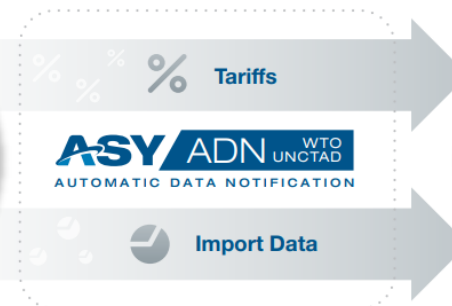 % % % % Tariffs
ASY ADN WTO UNCTAD
AUTOMATIC DATA NOTIFICATION
Import Data